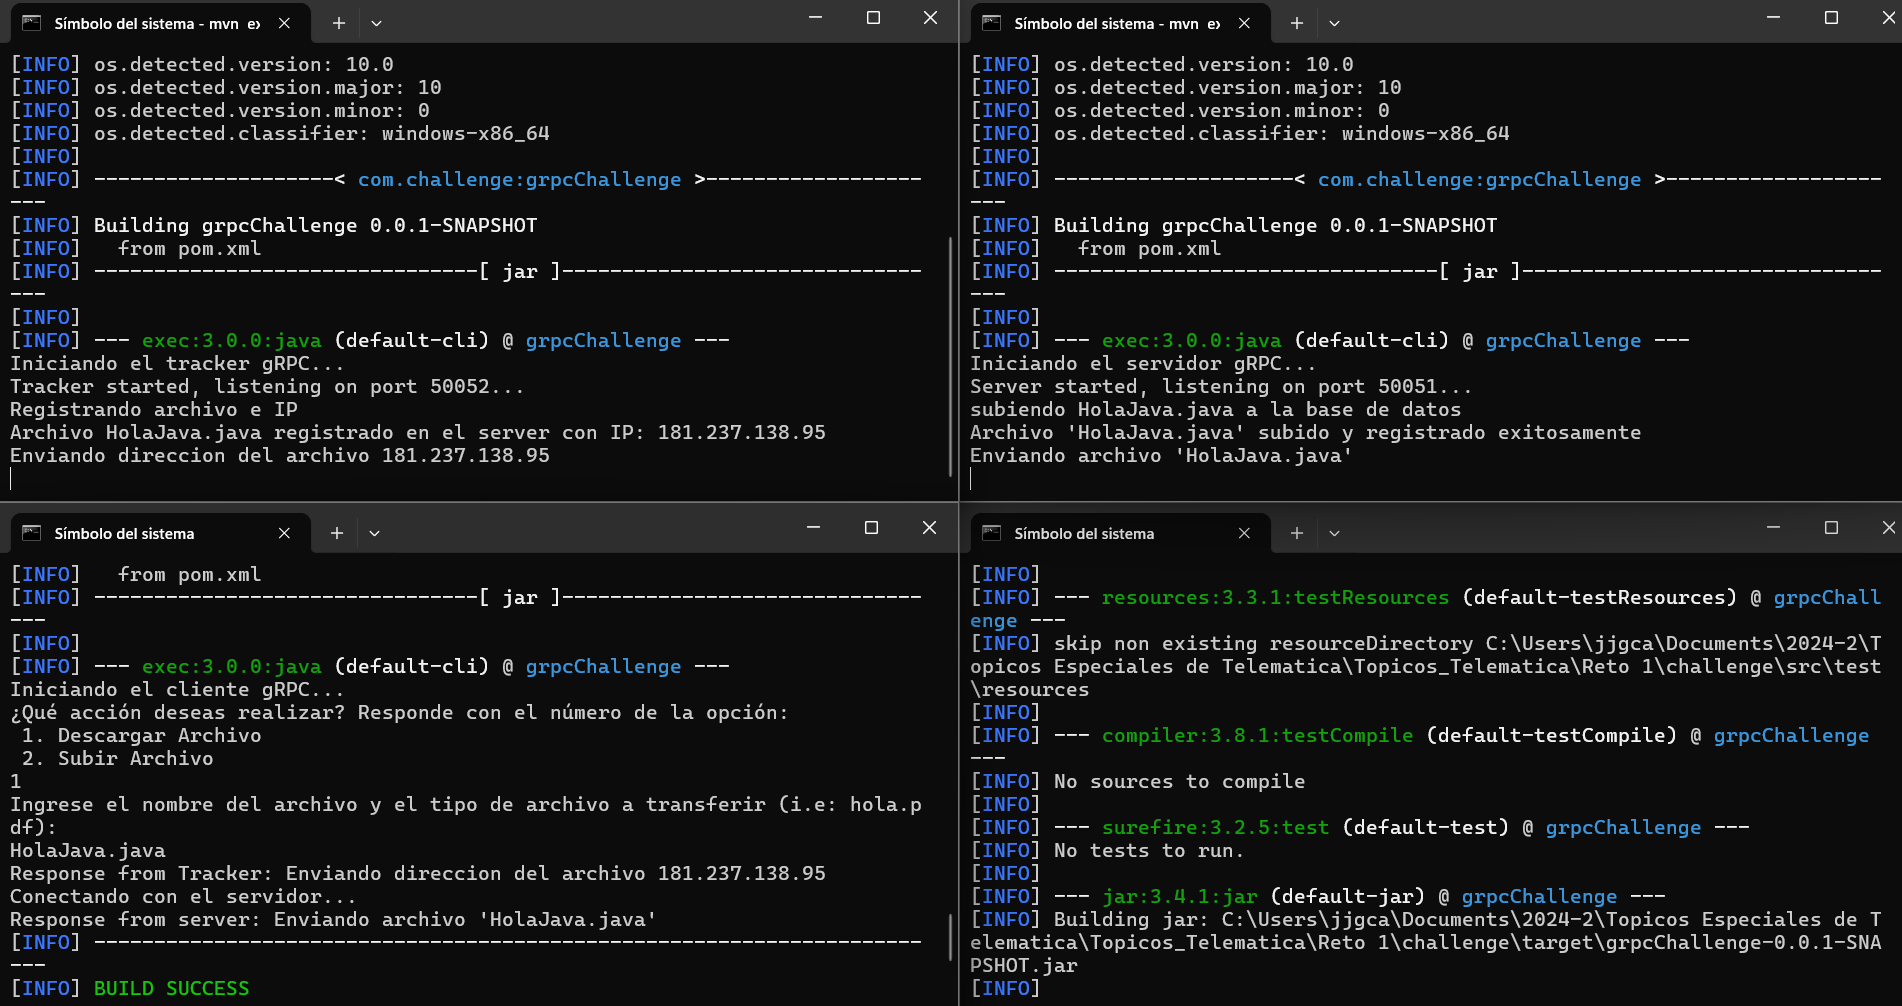 Símbolo del sistema - mvn ex
[INFO] os.detected.version: 10.0
[INFO] os.detected.version.major: 10
[INFO] os.detected.version.minor: 0
[INFO] os.detected.classifier: windows-x86_64
[INFO]
[INFO] --------------------< com.challenge:grpcChallenge >------------------
---
[INFO] Building grpcChallenge 0.0.1-SNAPSHOT
[INFO]   from pom.xml
[INFO] --------------------------------[ jar ]------------------------------
---
[INFO]
[INFO] --- exec:3.0.0:java (default-cli) @ grpcChallenge ---
Iniciando el tracker gRPC...
Tracker started, listening on port 50052...
Registrando archivo e IP
Archivo HolaJava.java registrado en el server con IP: 181.237.138.95
Enviando direccion del archivo 181.237.138.95
Símbolo del sistema - mvn ex
[INFO] os.detected.version: 10.0
[INFO] os.detected.version.major: 10
[INFO] os.detected.version.minor: 0
[INFO] os.detected.classifier: windows-x86_64
[INFO]
[INFO] --------------------< com.challenge:grpcChallenge >------------------
---
[INFO] Building grpcChallenge 0.0.1-SNAPSHOT
[INFO]   from pom.xml
[INFO] --------------------------------[ jar ]------------------------------
---
[INFO]
[INFO] --- exec:3.0.0:java (default-cli) @ grpcChallenge ---
Iniciando el servidor gRPC...
Server started, listening on port 50051...
subiendo HolaJava.java a la base de datos
Archivo 'HolaJava.java' subido y registrado exitosamente
Enviando archivo 'HolaJava.java'
Símbolo del sistema
[INFO]   from pom.xml
[INFO] --------------------------------[ jar ]------------------------------
---
[INFO]
[INFO] --- exec:3.0.0:java (default-cli) @ grpcChallenge ---
Iniciando el cliente gRPC...
¿Qué acción deseas realizar? Responde con el número de la opción:
 1. Descargar Archivo
 2. Subir Archivo
1
Ingrese el nombre del archivo y el tipo de archivo a transferir (i.e: hola.p
df):
HolaJava.java
Response from Tracker: Enviando direccion del archivo 181.237.138.95
Conectando con el servidor...
Response from server: Enviando archivo 'HolaJava.java'
[INFO] ---------------------------------------------------------------------
---
[INFO] BUILD SUCCESS
Símbolo del sistema
[INFO]
[INFO] --- resources:3.3.1:testResources (default-testResources) @ grpcChall
enge ---
[INFO] skip non existing resourceDirectory C:\Users\jjgca\Documents\2024-2\T
opicos Especiales de Telematica\Topicos_Telematica\Reto 1\challenge\src\test
\resources
[INFO]
[INFO] --- compiler:3.8.1:testCompile (default-testCompile) @ grpcChallenge
---
[INFO] No sources to compile
[INFO]
[INFO] --- surefire:3.2.5:test (default-test) @ grpcChallenge ---
[INFO] No tests to run.
[INFO]
[INFO] --- jar:3.4.1:jar (default-jar) @ grpcChallenge ---
[INFO] Building jar: C:\Users\jjgca\Documents\2024-2\Topicos Especiales de T
elematica\Topicos_Telematica\Reto 1\challenge\target\grpcChallenge-0.0.1-SNA
PSHOT.jar
[INFO]